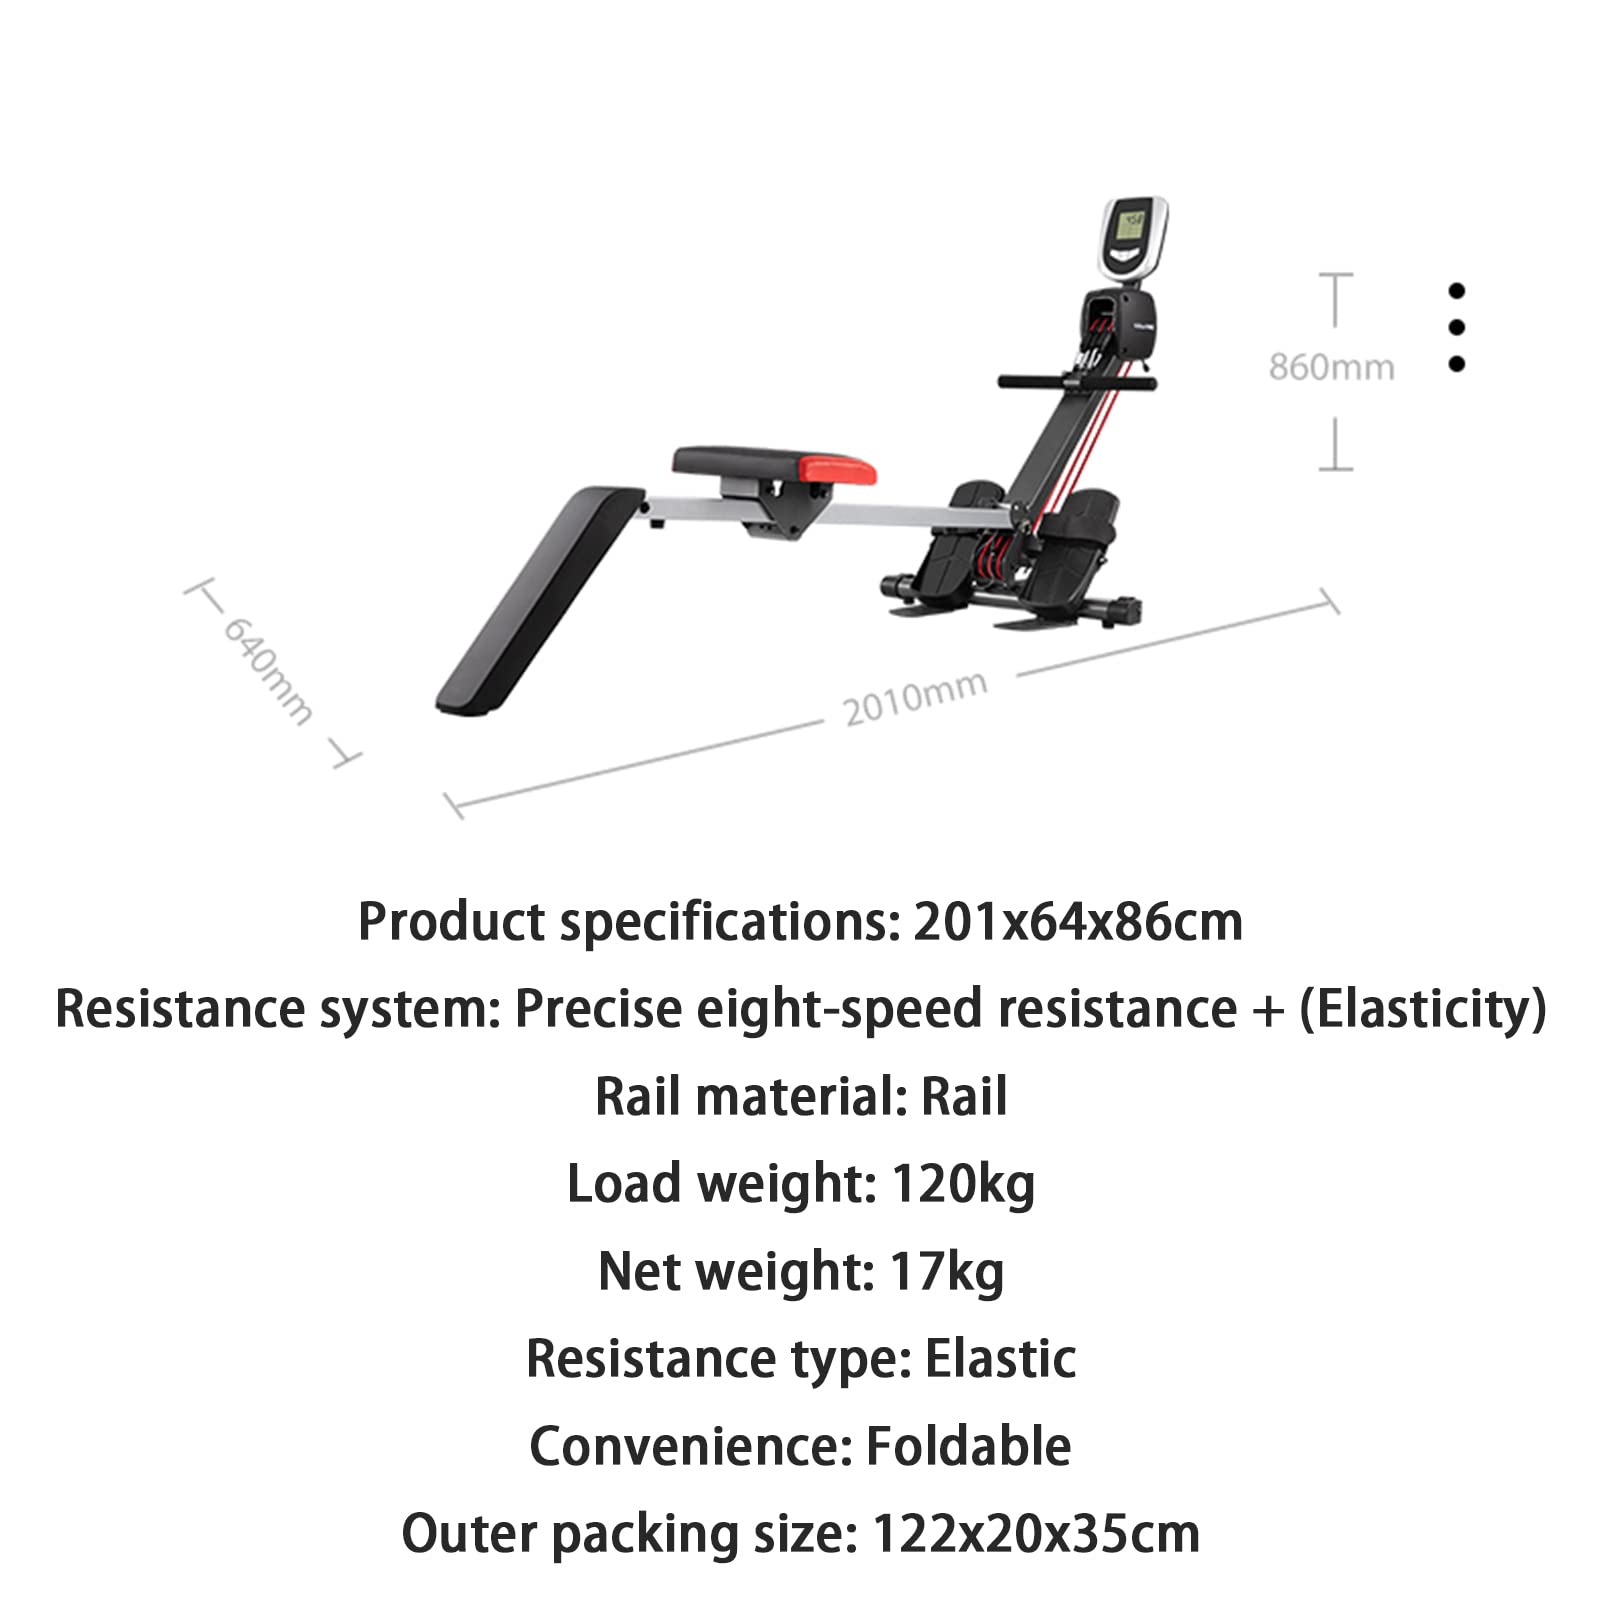 458
860mm
640mm
2010mm
Product specifications: 201x64x86cm
Resistance system: Precise eight-speed resistance + (Elasticity)
Rail material: Rail
Load weight: 120kg
Net weight: 17kg
Resistance type: Elastic
Convenience: Foldable
Outer packing size: 122x20x35cm